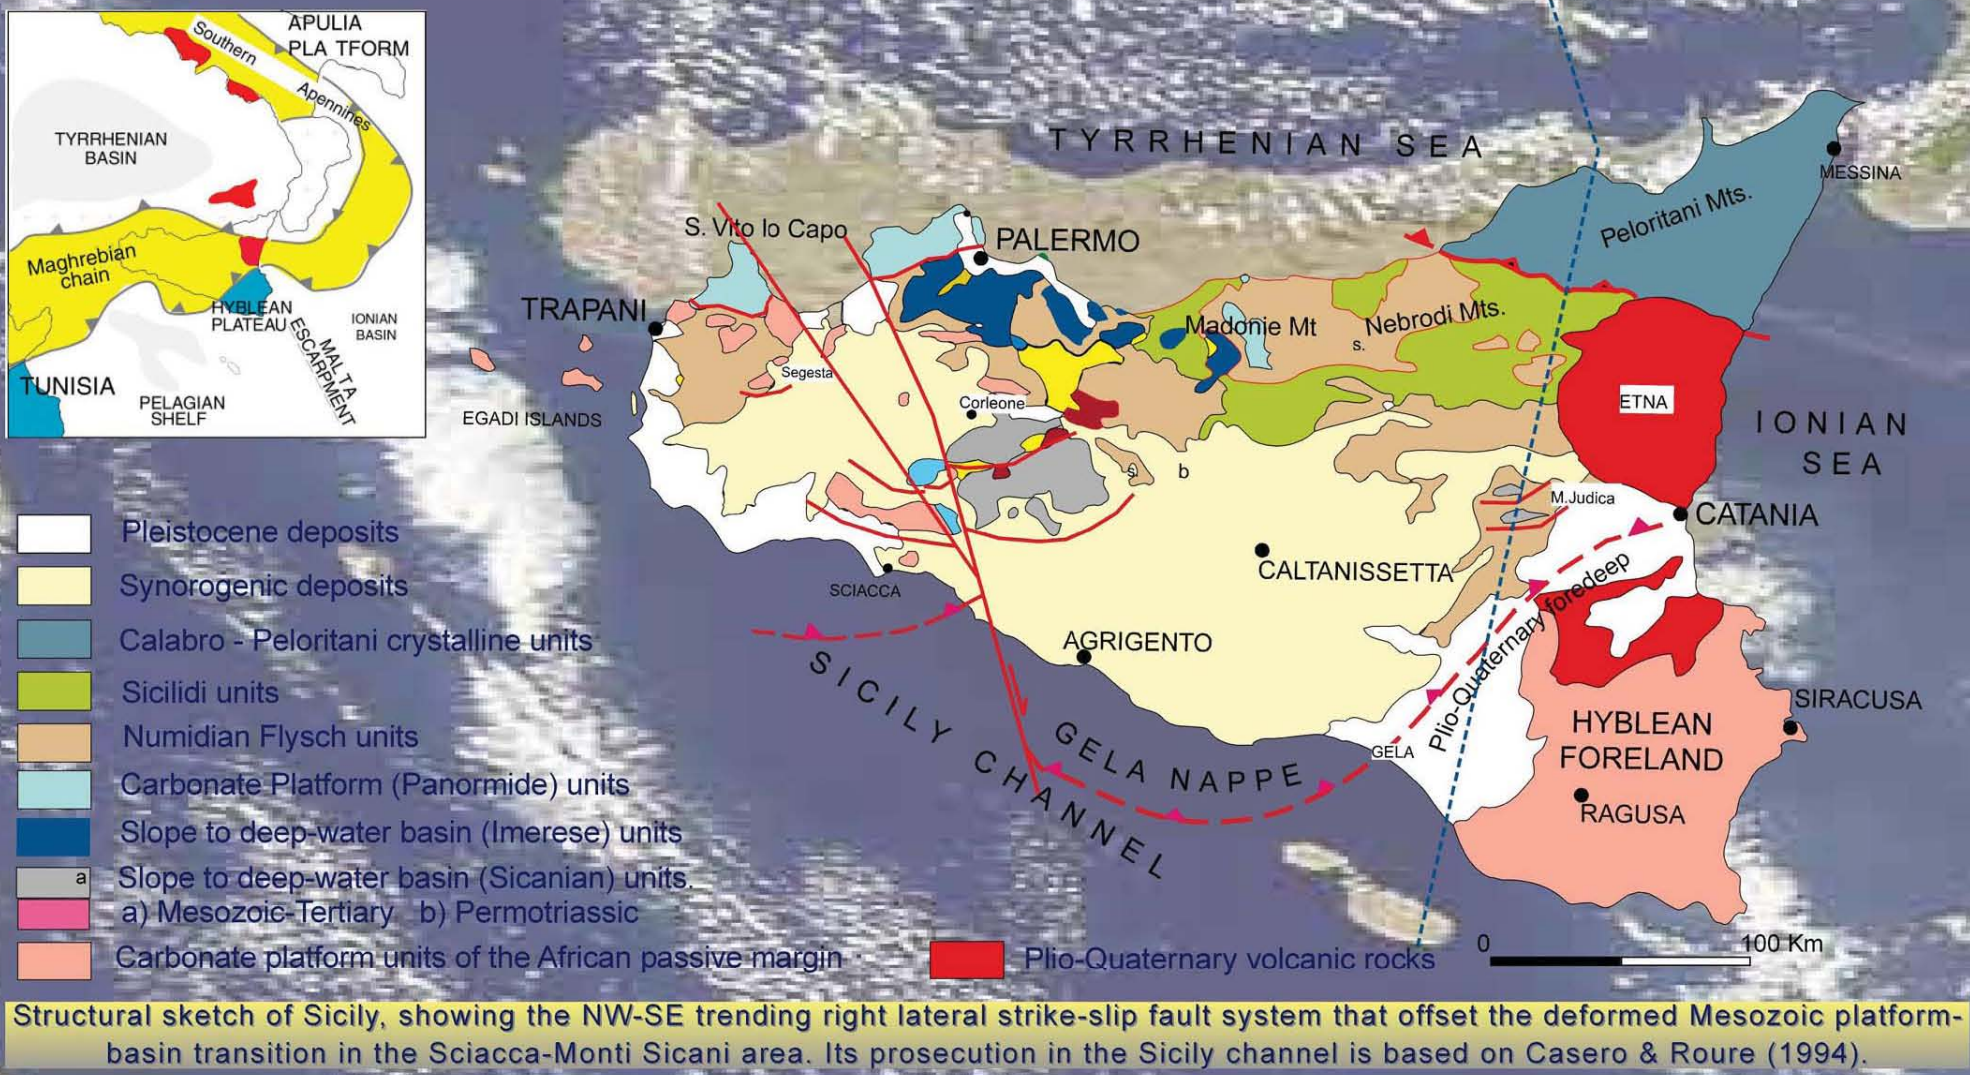 APULIA
PLA TFORM
Southern
Apennines
TYRRHENIAN
BASIN
Maghrebian
chain
HYBLEAN
PLATEAU
IONIAN
BASIN
MALTA
ESCARPMENT
TUNISIA
PELAGIAN
SHELF
TYRRHENIAN SEA
MESSINA
Peloritani Mts.
S. Vito lo Capo
PALERMO
TRAPANI
Madonie Mt
Nebrodi Mts.
s.
Segesta
ETNA
Corleone
EGADI ISLANDS
IONIAN
SEA
s.
b
M.Judica
CATANIA
CALTANISSETTA
SCIACCA
Plio-Quaternary foredeep
AGRIGENTO
SICILY CHANNEL
GELA NAPPE
GELA
SIRACUSA
HYBLEAN
FORELAND
RAGUSA
0
100 Km
Pleistocene deposits
Synorogenic deposits
Calabro - Peloritani crystalline units
Sicilidi units
Numidian Flysch units
Carbonate Platform (Panormide) units
Slope to deep-water basin (Imerese) units
a
Slope to deep-water basin (Sicanian) units.
a) Mesozoic-Tertiary b) Permotriassic
Carbonate platform units of the African passive margin
Plio-Quaternary volcanic rocks
Structural sketch of Sicily, showing the NW-SE trending right lateral strike-slip fault system that offset the deformed Mesozoic platform-
basin transition in the Sciacca-Monti Sicani area. Its prosecution in the Sicily channel is based on Casero & Roure (1994).